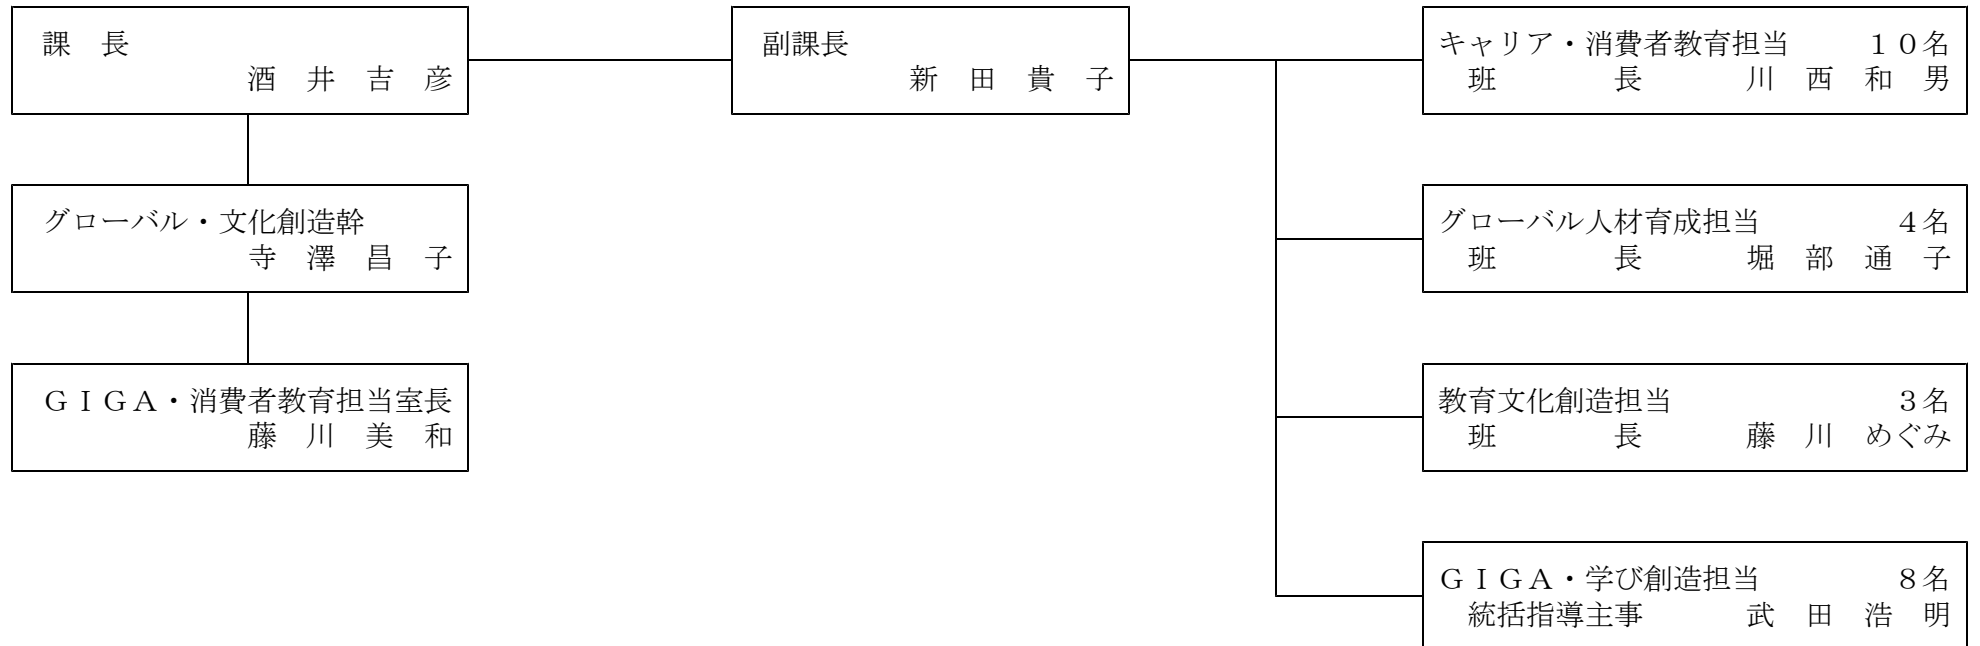 課　長
酒　井　吉　彦
副課長
新　田　貴　子
キャリア・消費者教育担当　　１０名
班　　　　長　　　川　西　和　男
グローバル・文化創造幹
寺　澤　昌　子
グローバル人材育成担当　　４名
班　　　　長　　　堀　部　通　子
ＧＩＧＡ・消費者教育担当室長
藤　川　美　和
教育文化創造担当　　３名
班　　　　長　　　藤　川　めぐみ
ＧＩＧＡ・学び創造担当　　８名
統括指導主事　　　武　田　浩　明